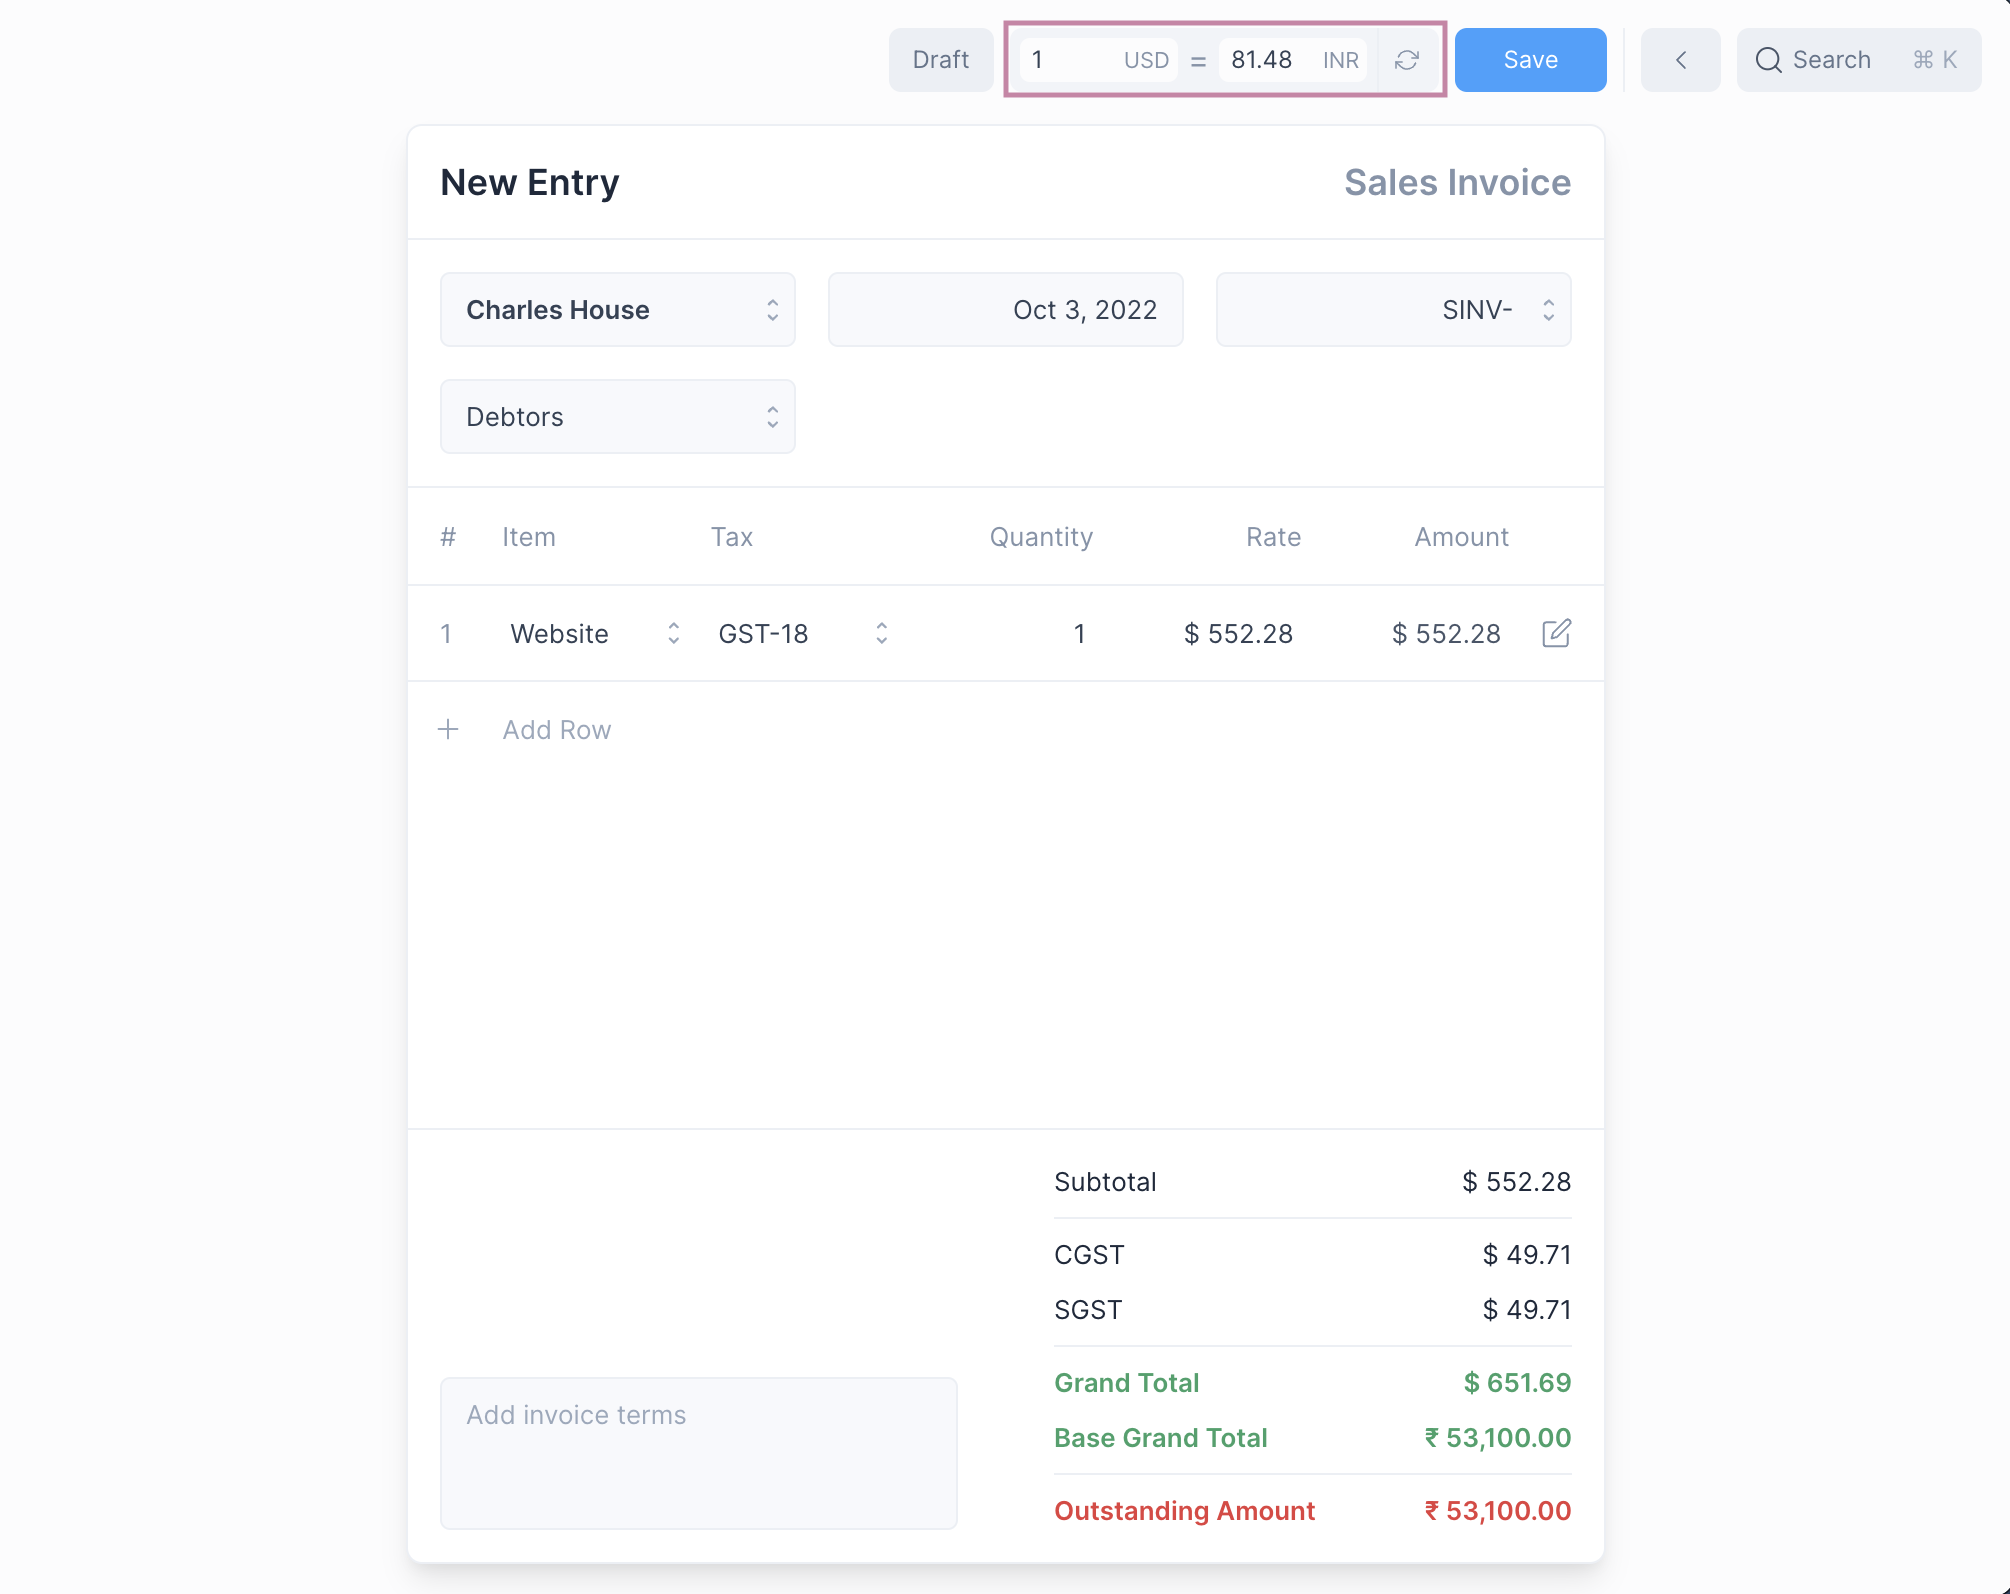 Draft 1 USD = 81.48 INR Save Search ⌘ K
New Entry Sales Invoice
Charles House Oct 3, 2022 SINV-
Debtors
# Item Tax Quantity Rate Amount
1 Website GST-18 1 $ 552.28 $ 552.28
+ Add Row
Subtotal $ 552.28
CGST $ 49.71
SGST $ 49.71
Grand Total $ 651.69
Add invoice terms
Base Grand Total ₹ 53,100.00
Outstanding Amount ₹ 53,100.00